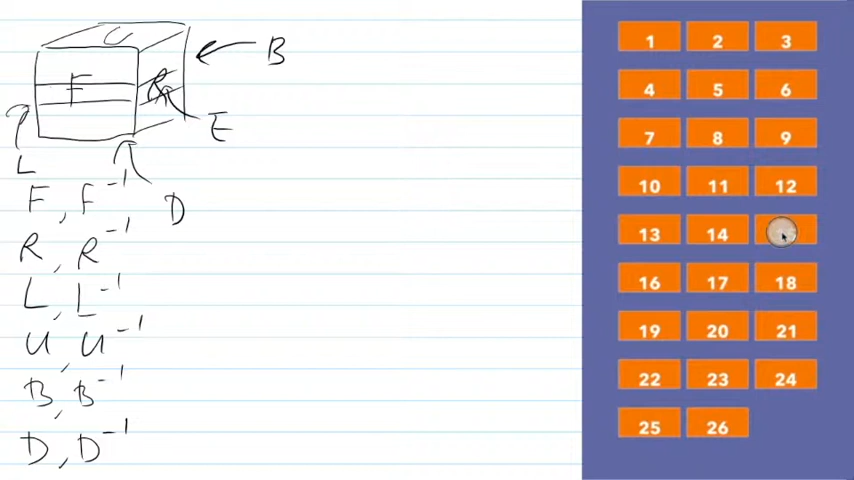 U
B
F
R
E
L
D
F, F⁻¹
R, R⁻¹
L, L⁻¹
U, U⁻¹
B, B⁻¹
D, D⁻¹
1 2 3
4 5 6
7 8 9
10 11 12
13 14
16 17 18
19 20 21
22 23 24
25 26